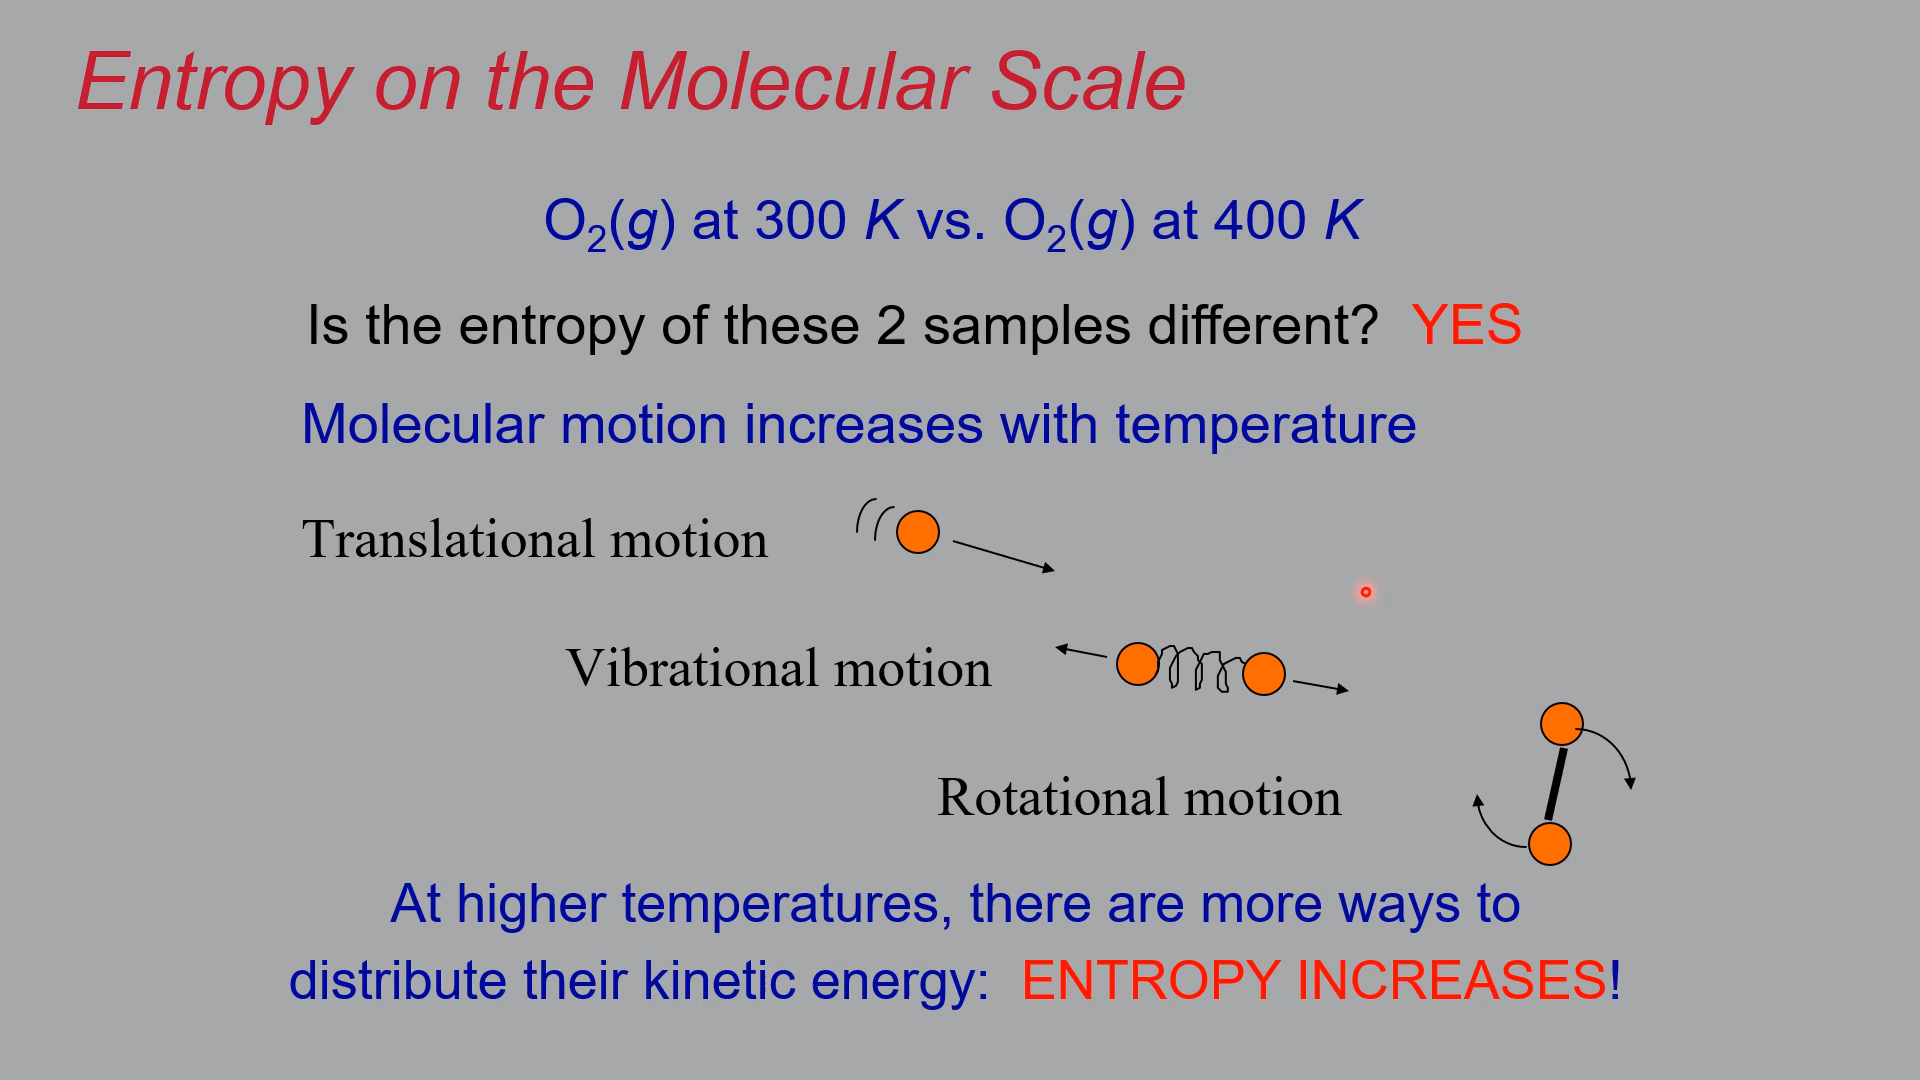 Entropy on the Molecular Scale
O₂(g) at 300 K vs. O₂(g) at 400 K
Is the entropy of these 2 samples different? YES
Molecular motion increases with temperature
Translational motion
Vibrational motion
Rotational motion
At higher temperatures, there are more ways to
distribute their kinetic energy: ENTROPY INCREASES!